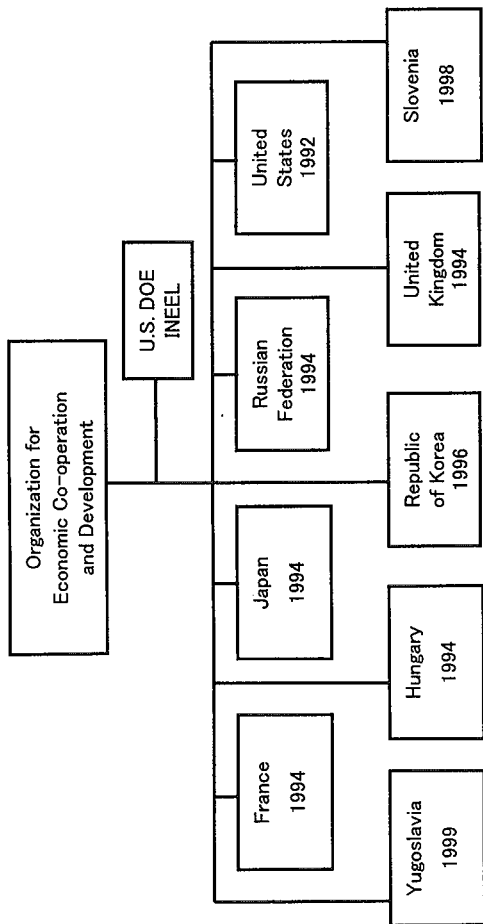 Organization for
Economic Co-operation
and Development
U.S. DOE
INEEL
France
1994
Japan
1994
Russian
Federation
1994
United
States
1992
Yugoslavia
1999
Hungary
1994
Republic
of Korea
1996
United
Kingdom
1994
Slovenia
1998